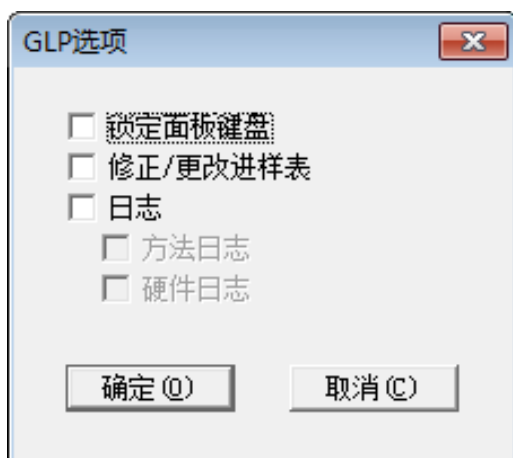 GLP选项
锁定面板键盘
修正/更改进样表
日志
方法日志
硬件日志
确定(O)
取消(C)